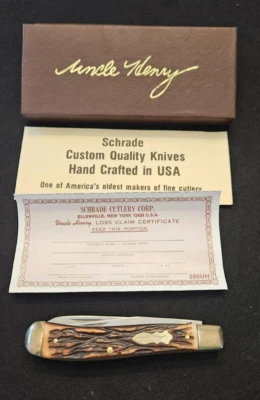 Uncle Henry
Schrade
Custom Quality Knives
Hand Crafted in USA
One of America's oldest makers of fine cutlery
SCHRADE CUTLERY CORP.
ELLENVILLE, NEW YORK 12428 U.S.A.
Uncle Henry LOSS CLAIM CERTIFICATE
KEEP THIS PORTION
285UH